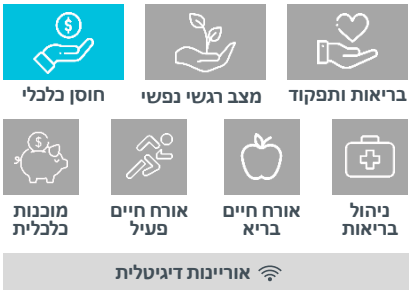 בריאות ותפקוד
מצב רגשי נפשי
חוסן כלכלי
ניהול
בריאות
אורח חיים
בריא
אורח חיים
פעיל
מוכנות
כלכלית
אוריינות דיגיטלית